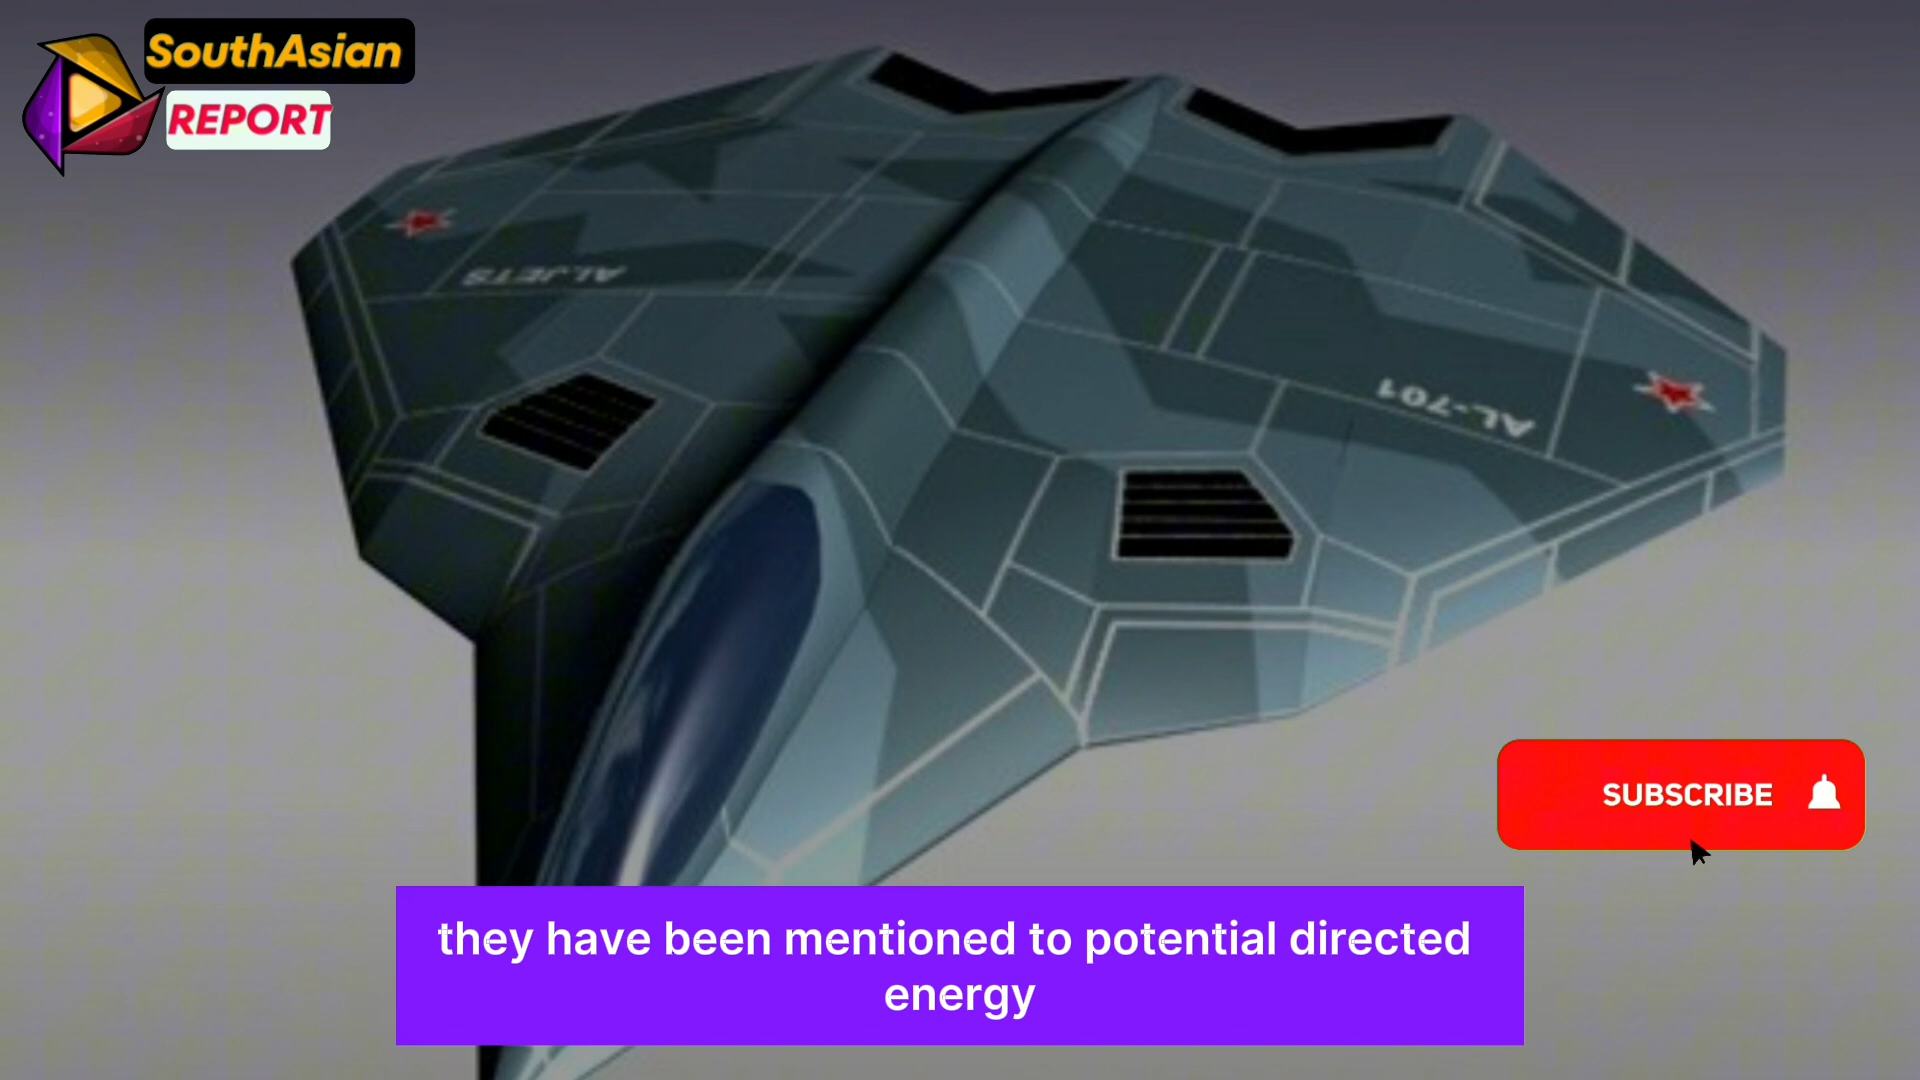 SouthAsian
REPORT
ALJETS
AL-701
SUBSCRIBE
they have been mentioned to potential directed
energy